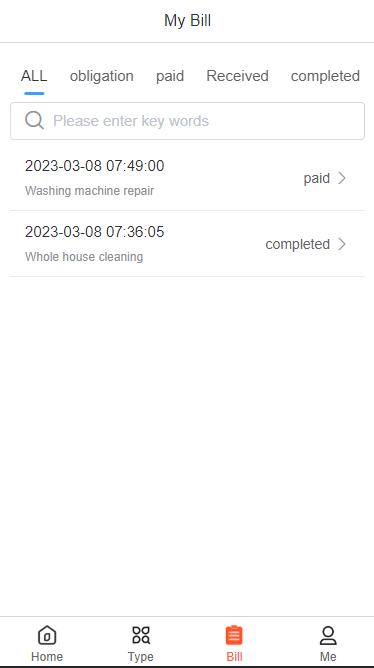 My Bill
ALL obligation paid Received completed
Please enter key words
2023-03-08 07:49:00
paid
Washing machine repair
2023-03-08 07:36:05
completed
Whole house cleaning
Home Type Bill Me